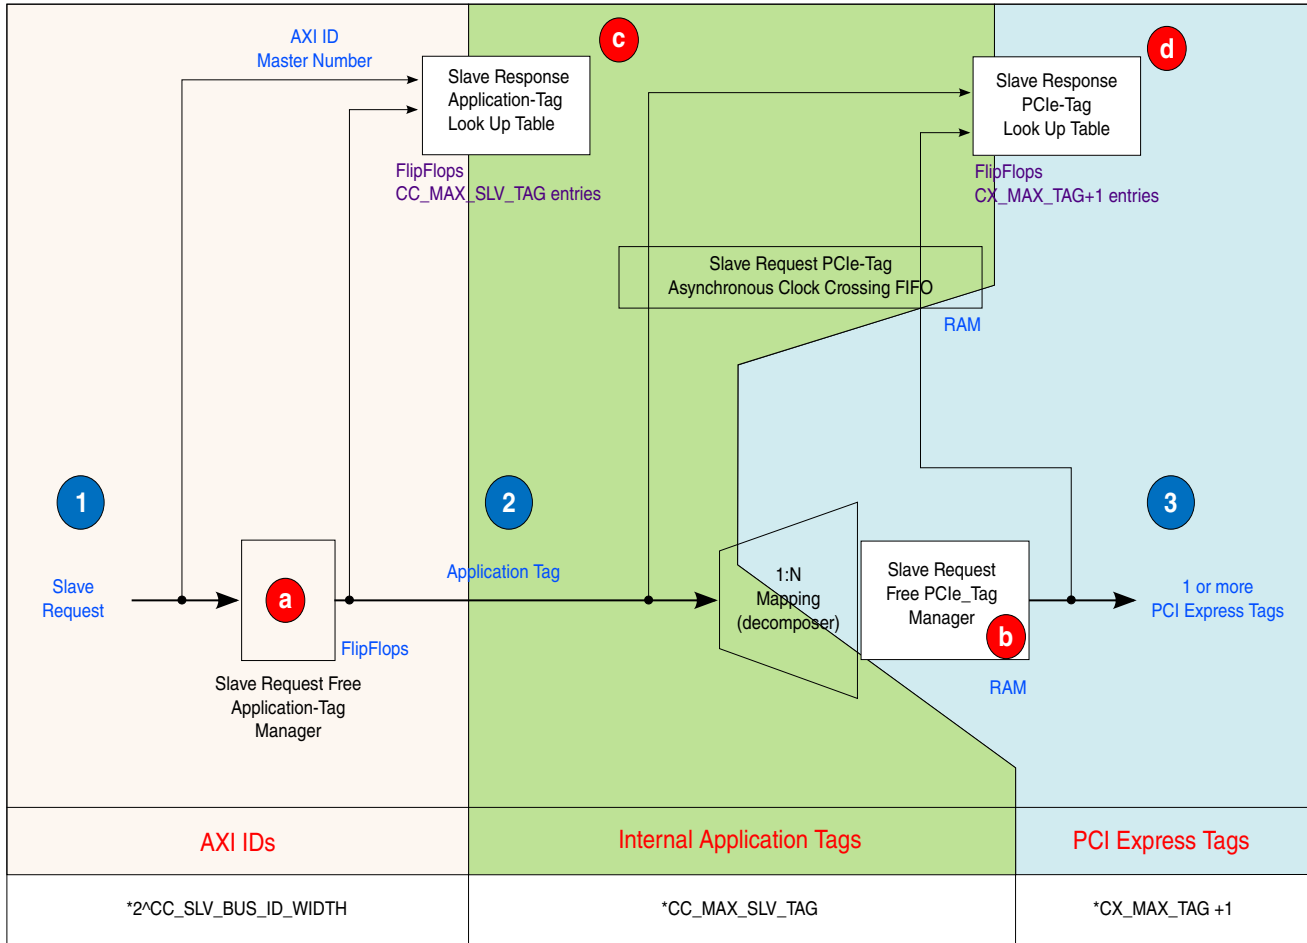 AXI ID
Master Number
c
d
Slave Response
Application-Tag
Look Up Table
Slave Response
PCIe-Tag
Look Up Table
FlipFlops
CC_MAX_SLV_TAG entries
FlipFlops
CX_MAX_TAG+1 entries
Slave Request PCIe-Tag
Asynchronous Clock Crossing FIFO
RAM
1
2
3
Slave
Request
a
FlipFlops
Slave Request Free
Application-Tag
Manager
Application Tag
1:N
Mapping
(decomposer)
Slave Request
Free PCIe_Tag
Manager
b
RAM
1 or more
PCI Express Tags
AXI IDs
Internal Application Tags
PCI Express Tags
*2^CC_SLV_BUS_ID_WIDTH
*CC_MAX_SLV_TAG
*CX_MAX_TAG +1